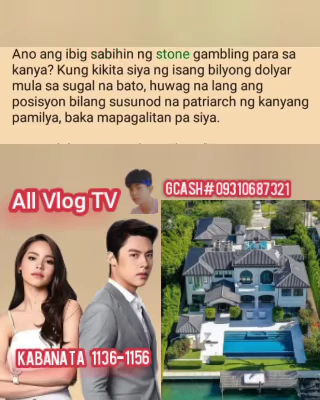 Ano ang ibig sabihin ng stone gambling para sa
kanya? Kung kikita siya ng isang bilyong dolyar
mula sa sugal na bato, huwag na lang ang
posisyon bilang susunod na patriarch ng kanyang
pamilya, baka mapagalitan pa siya.
GCASH#09310687321
All Vlog TV
KABANATA 1136-1156